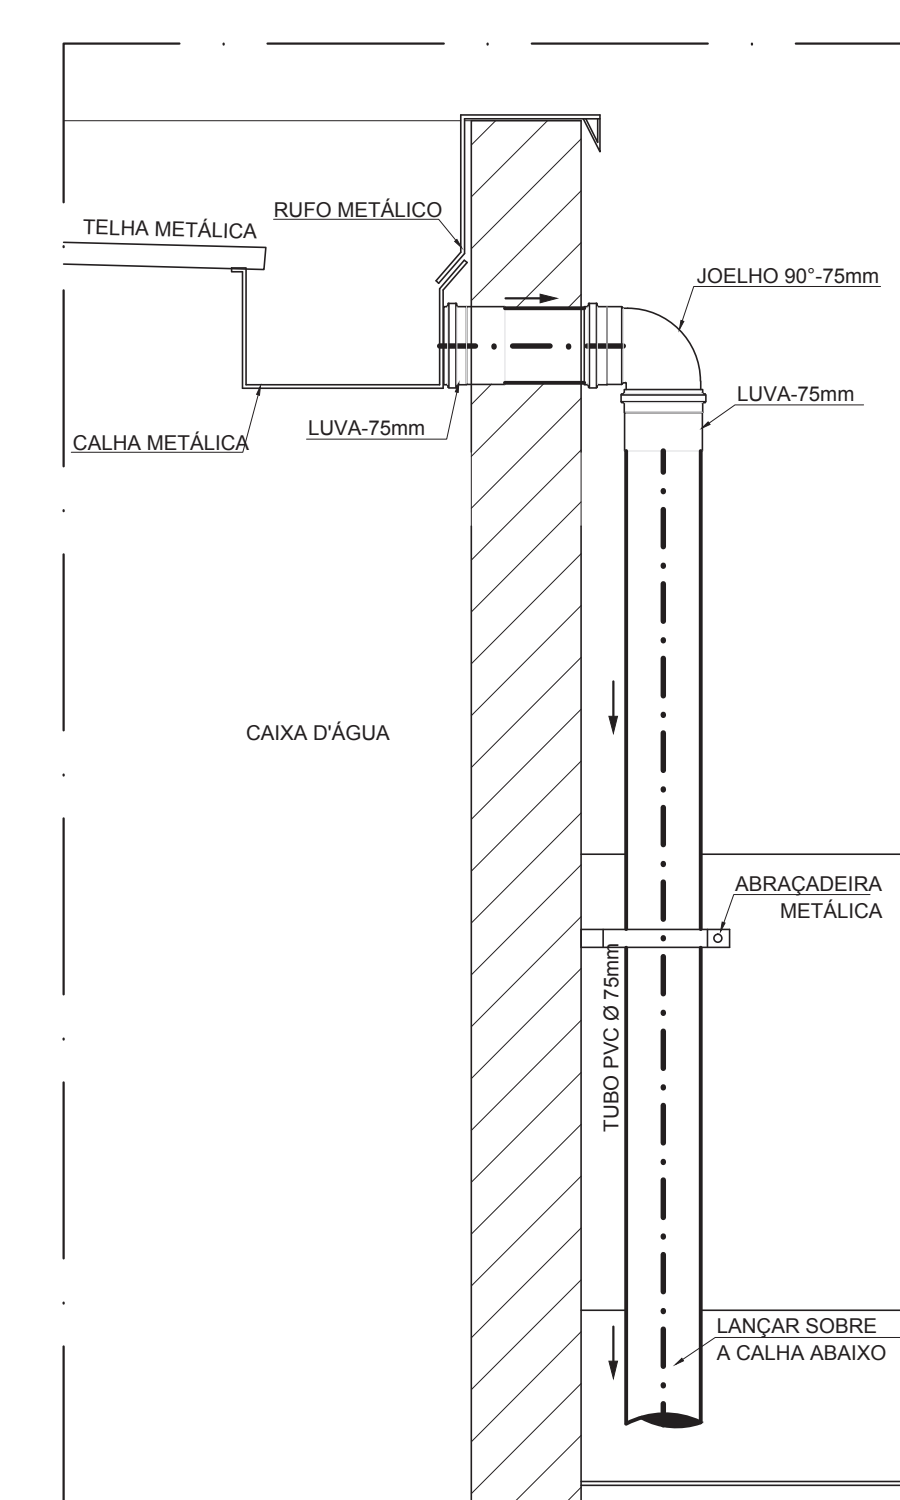 RUFO METÁLICO
TELHA METÁLICA
JOELHO 90°-75mm
LUVA-75mm
LUVA-75mm
CALHA METÁLICA
CAIXA D'ÁGUA
ABRAÇADEIRA
METÁLICA
TUBO PVC Ø 75mm
LANÇAR SOBRE
A CALHA ABAIXO